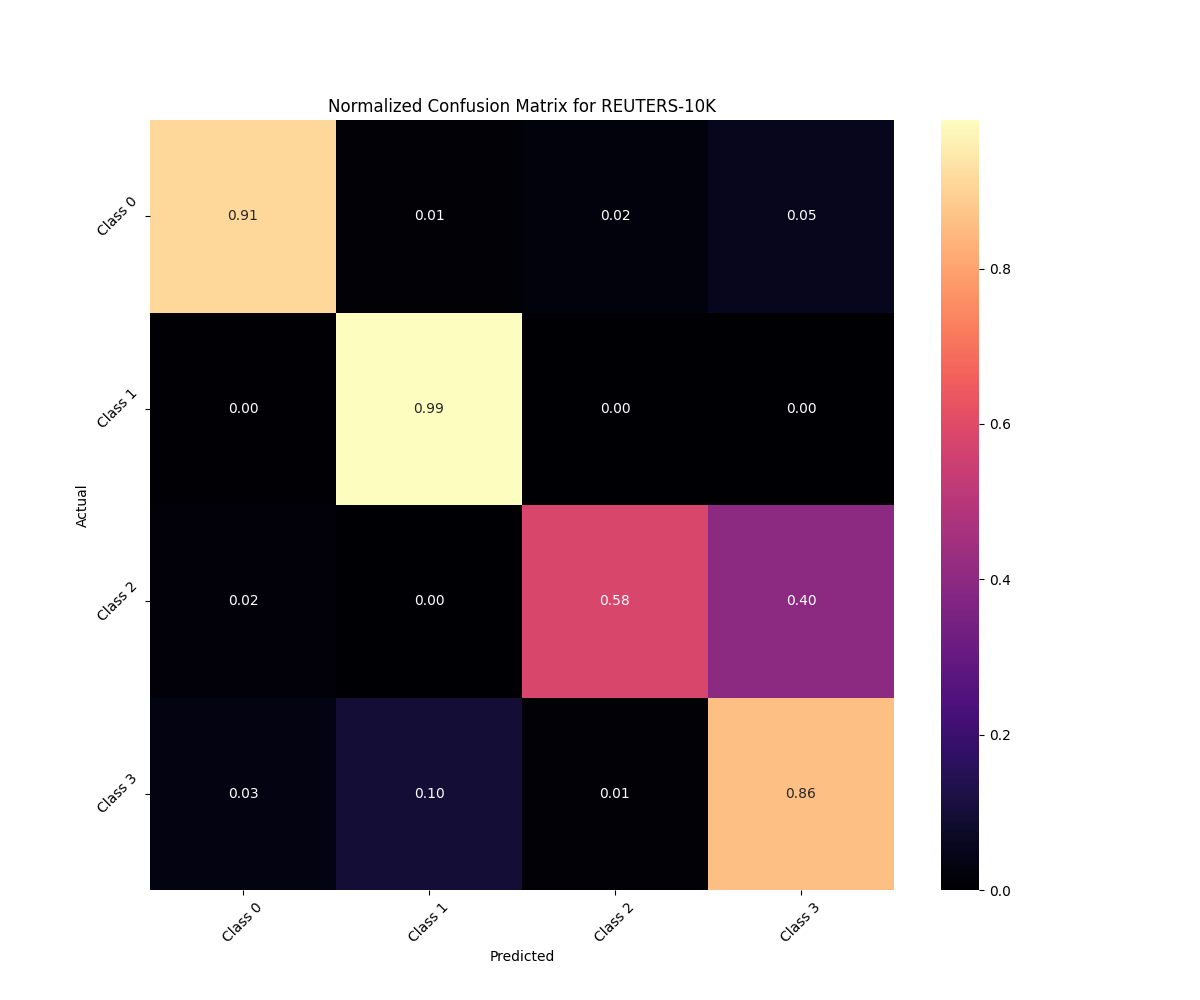 Normalized Confusion Matrix for REUTERS-10K
Class 0
0.91
0.01
0.02
0.05
Class 1
0.00
0.99
0.00
0.00
Class 2
0.02
0.00
0.58
0.40
Class 3
0.03
0.10
0.01
0.86
Actual
Class 0
Class 1
Class 2
Class 3
Predicted
0.8
0.6
0.4
0.2
0.0